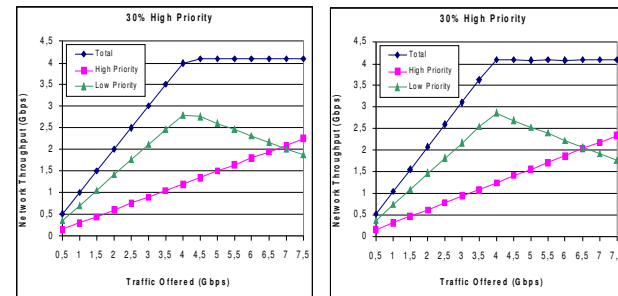 30% High Priority
Network Throughput (Gbps)
4,5
4
3,5
3
2,5
2
1,5
1
0,5
0
Total
High Priority
Low Priority
0,5 1 1,5 2 2,5 3 3,5 4 4,5 5 5,5 6 6,5 7 7,5
Traffic Offered (Gbps)
30% High Priority
Network Throughput (Gbps)
4,5
4
3,5
3
2,5
2
1,5
1
0,5
0
Total
High Priority
Low Priority
0,5 1 1,5 2 2,5 3 3,5 4 4,5 5 5,5 6 6,5 7 7,5
Traffic Offered (Gbps)